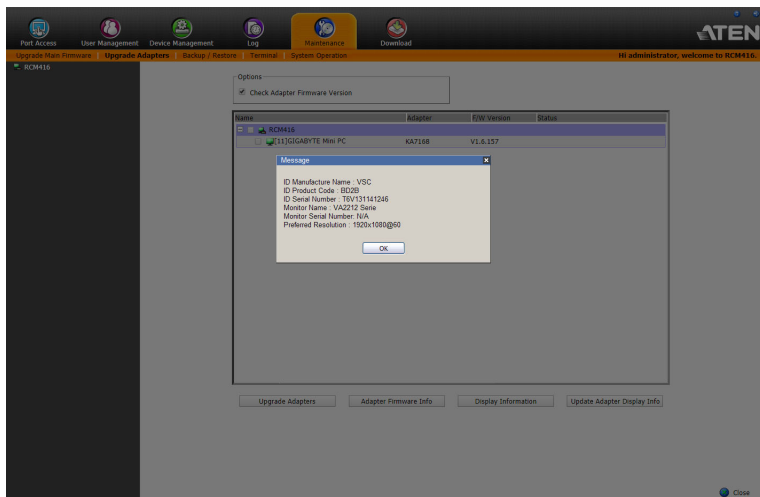 Port Access User Management Device Management Log Maintenance Download
ATEN
Upgrade Main Firmware Upgrade Adapters Backup / Restore Terminal System Operation Hi administrator, welcome to RCM416.
RCM416
Options
Check Adapter Firmware Version
Name Adapter F/W Version Status
RCM416
[11]GIGABYTE Mini PC KA7168 V1.6.157
Message
ID Manufacture Name : VSC
ID Product Code : BD2B
ID Serial Number : T6V131141246
Monitor Name : VA2212 Serie
Monitor Serial Number: N/A
Preferred Resolution : 1920x1080@60
OK
Upgrade Adapters Adapter Firmware Info Display Information Update Adapter Display Info
Close